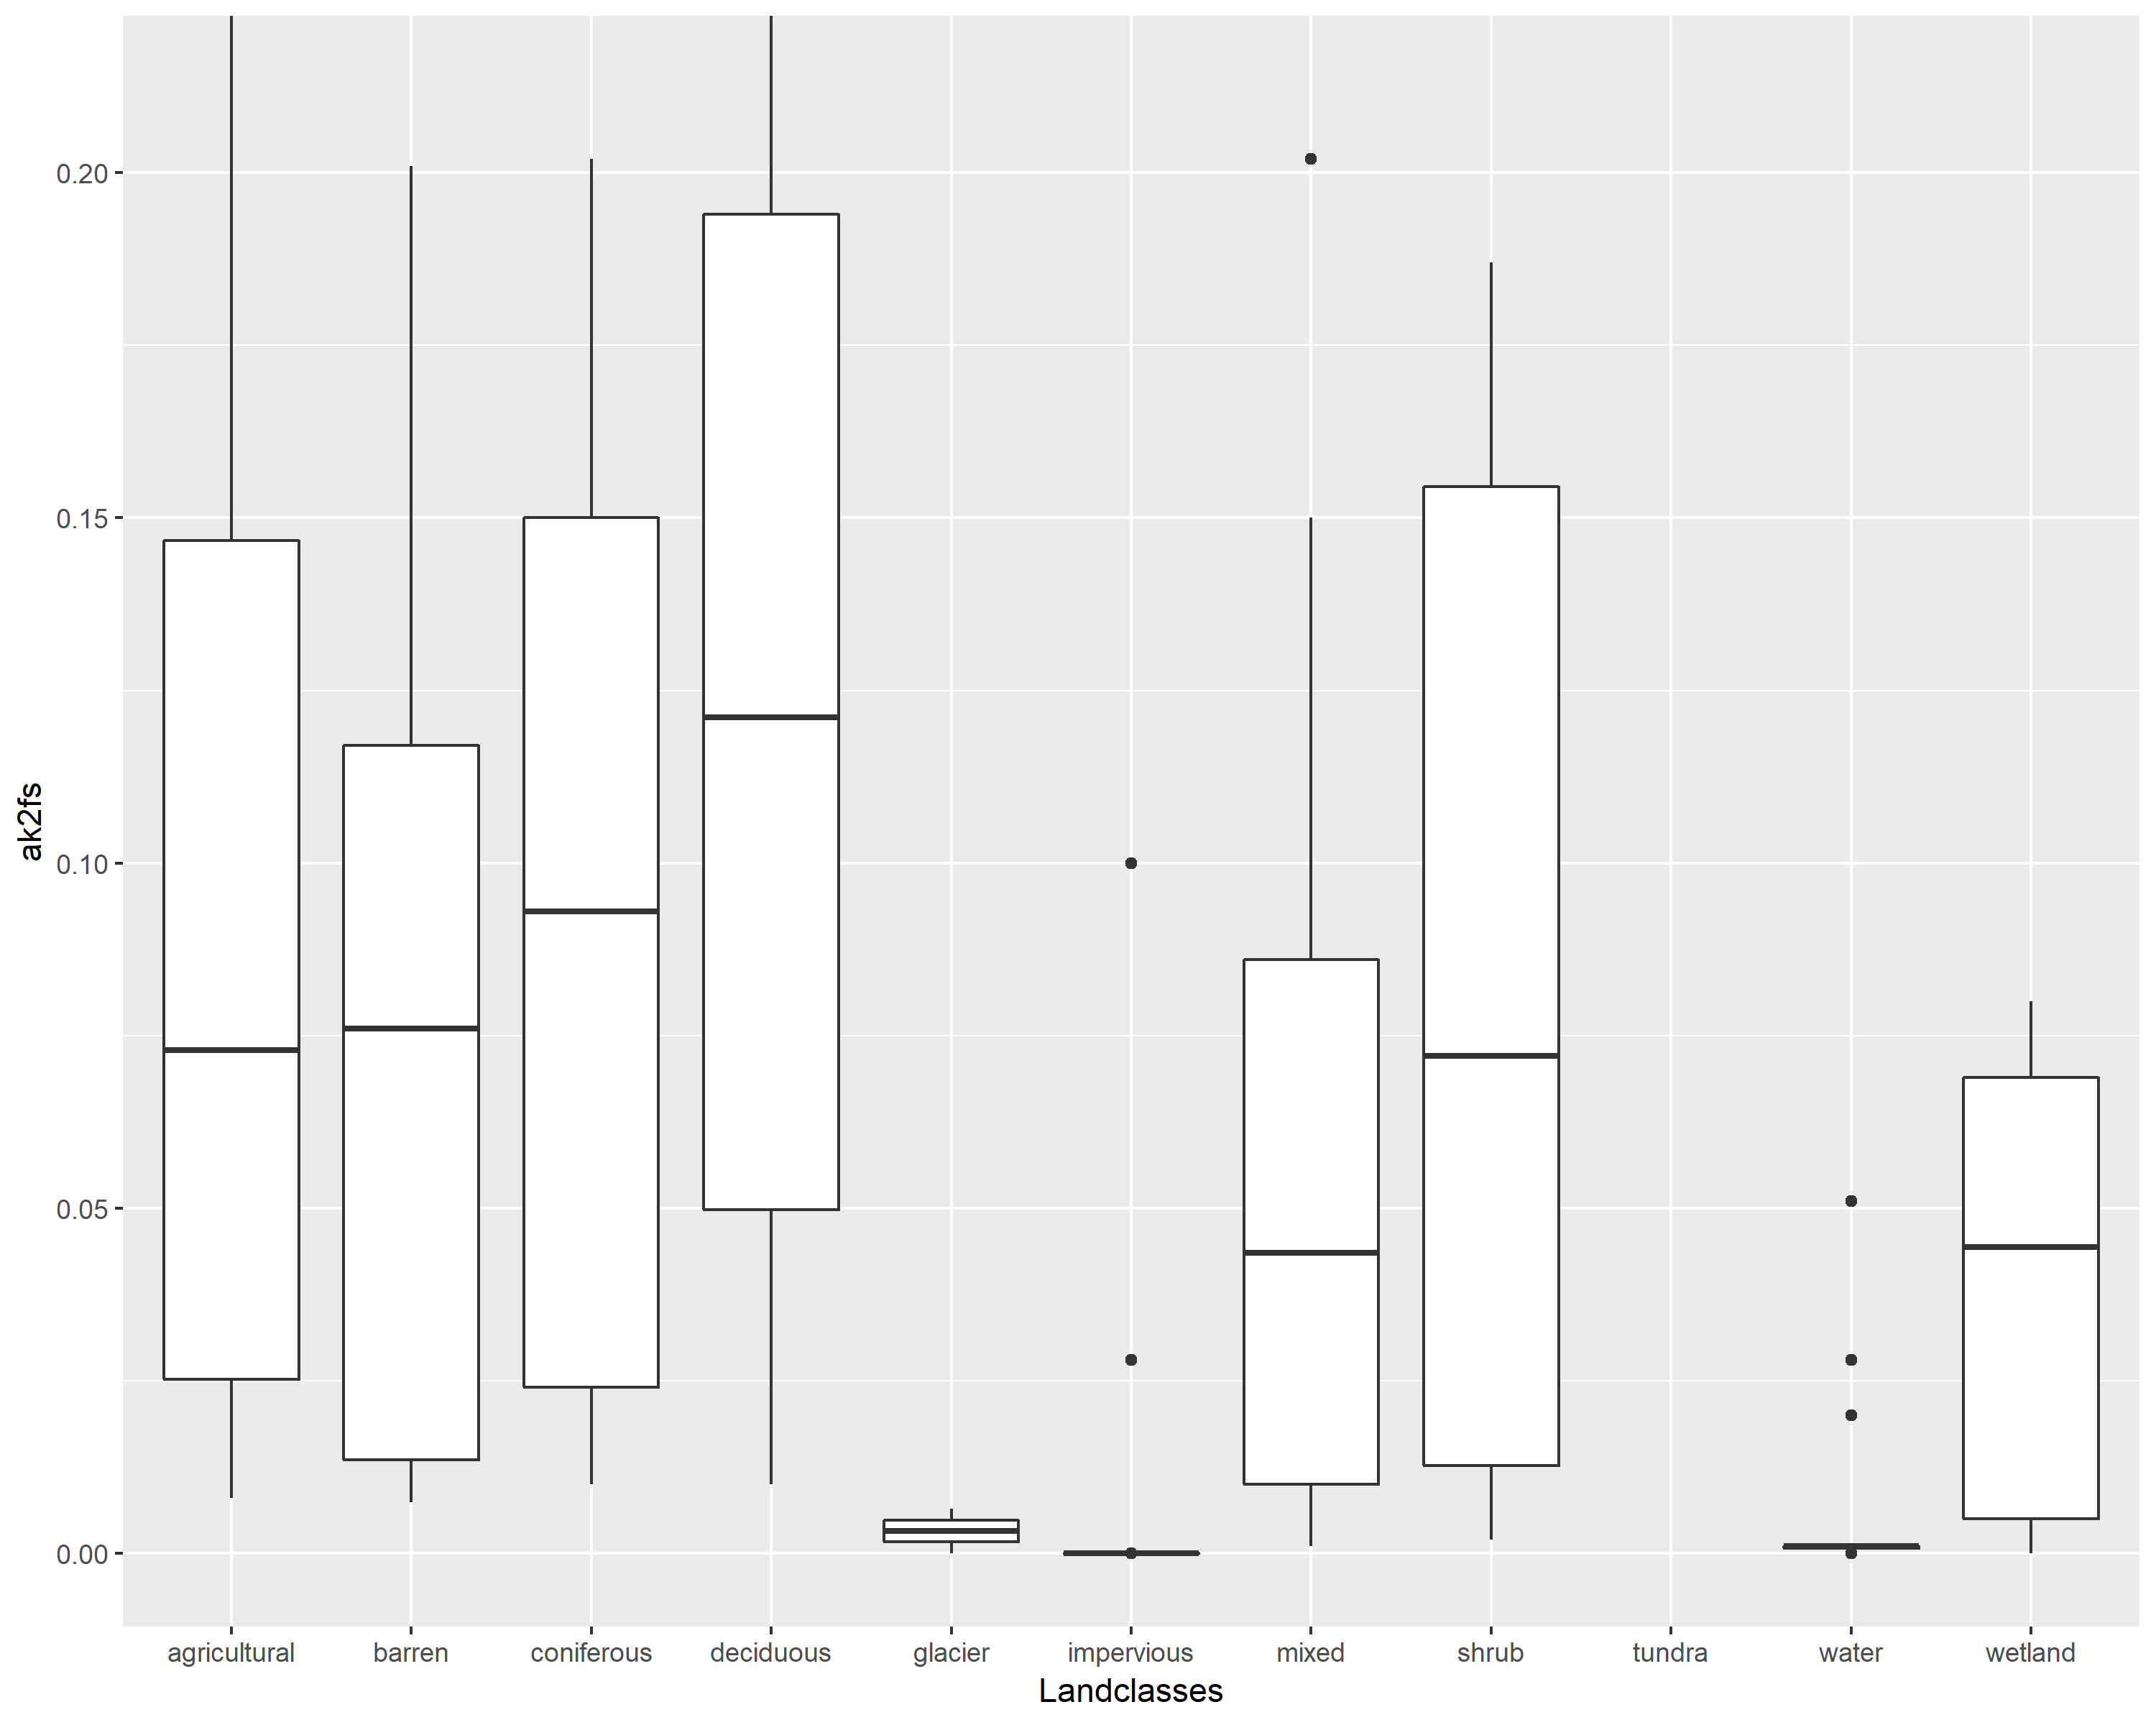 ak2fs
0.20
0.15
0.10
0.05
0.00
agricultural barren coniferous deciduous glacier impervious mixed shrub tundra water wetland
Landclasses